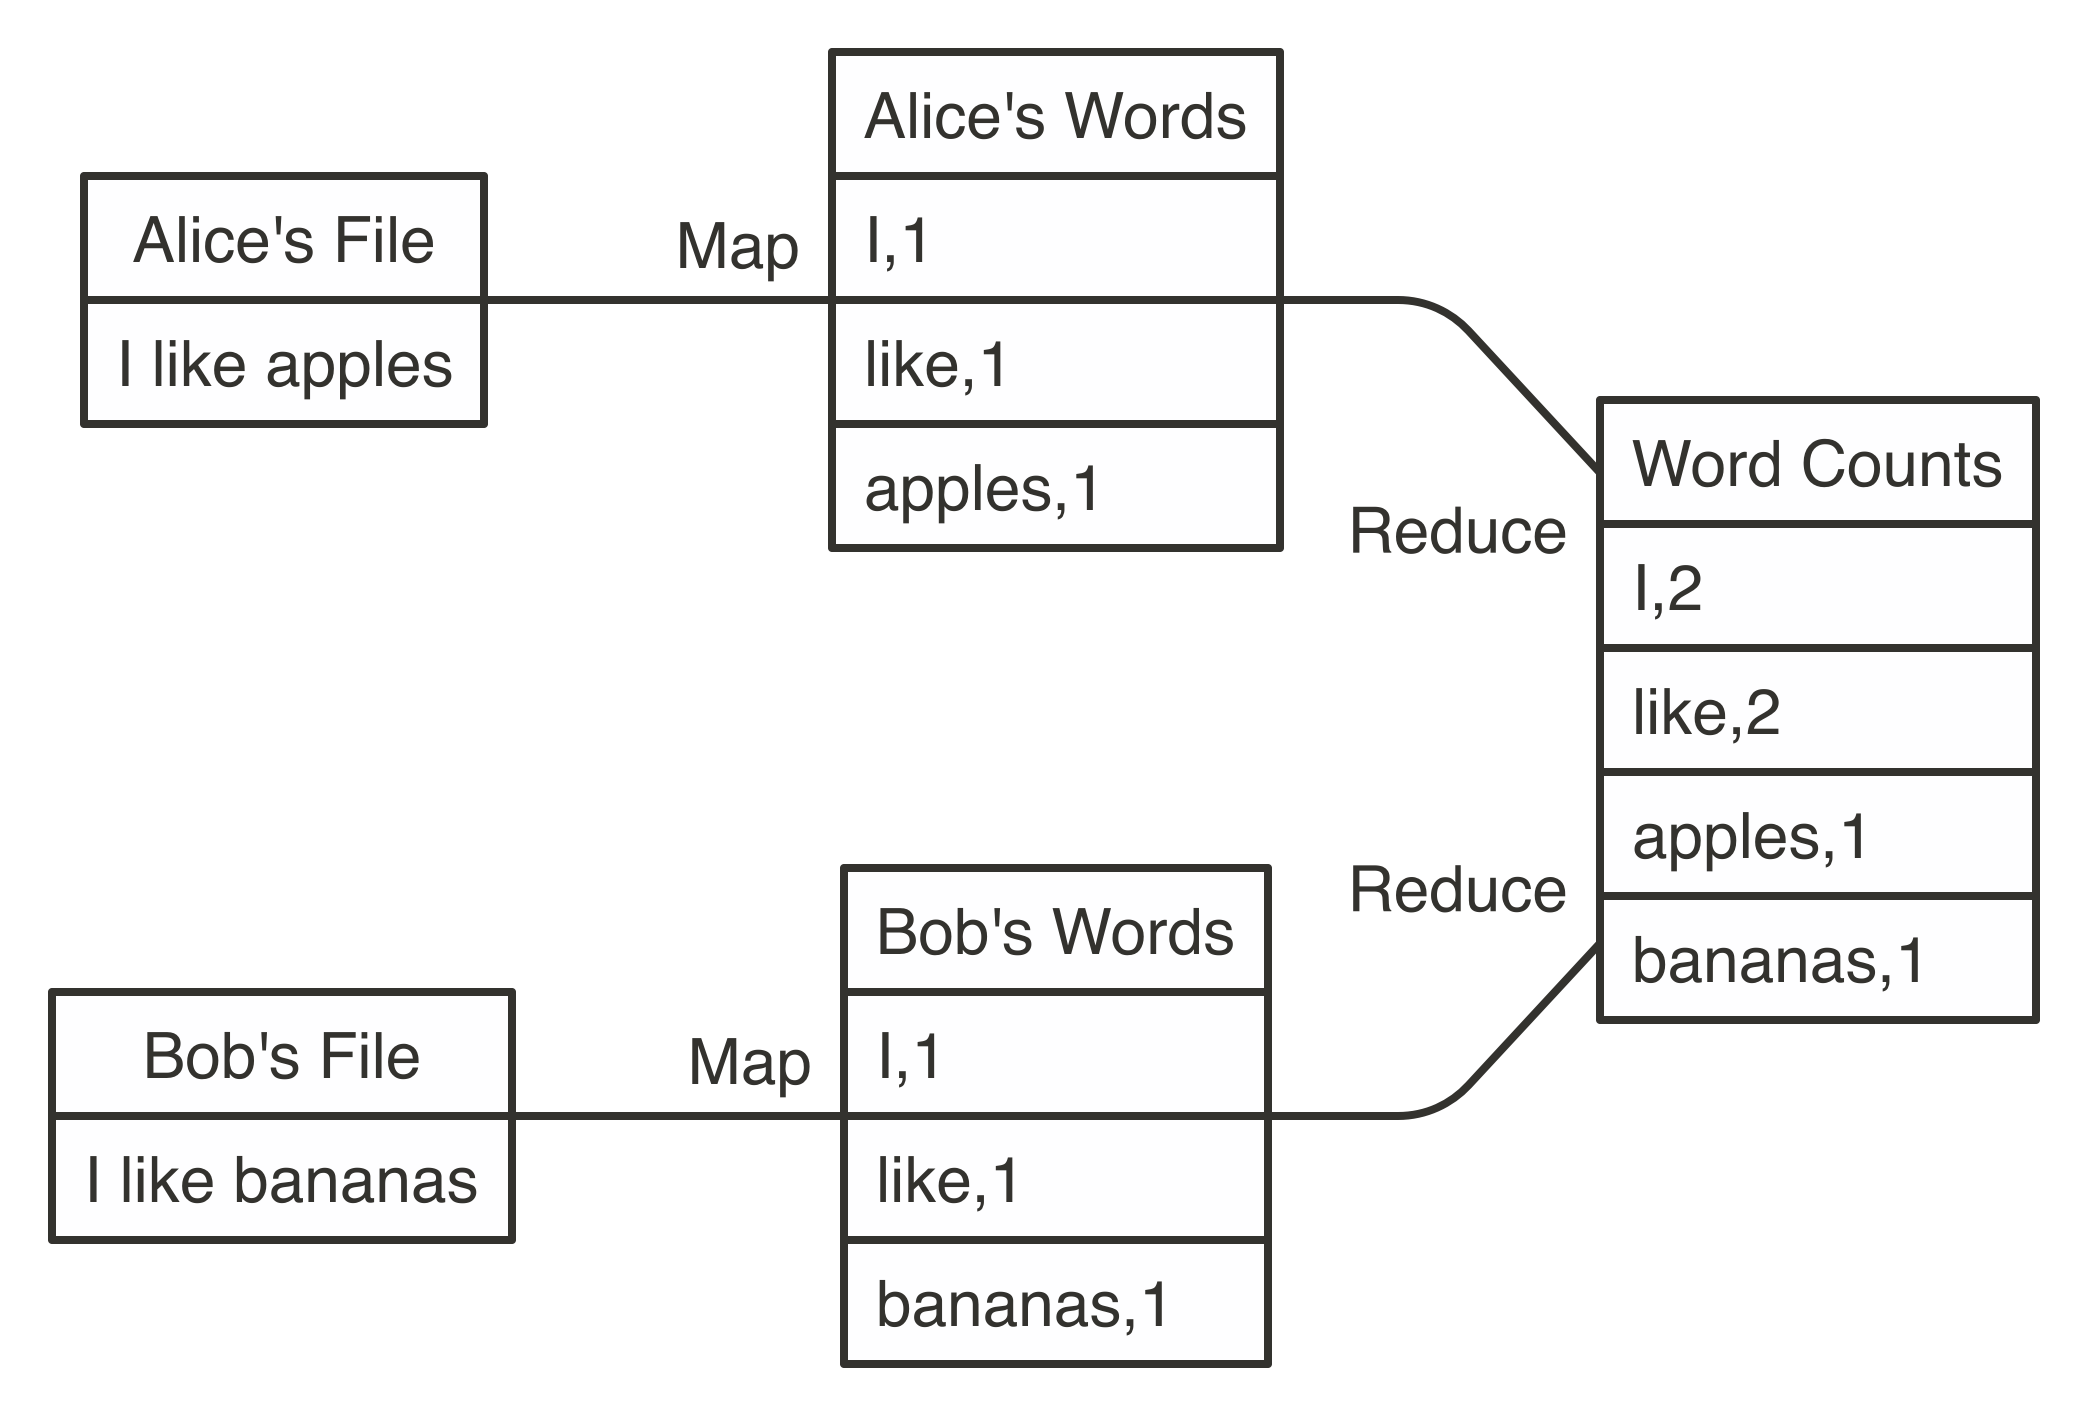 Alice's File
I like apples
Map
Alice's Words
I,1
like,1
apples,1
Reduce
Bob's File
I like bananas
Map
Bob's Words
I,1
like,1
bananas,1
Reduce
Word Counts
I,2
like,2
apples,1
bananas,1